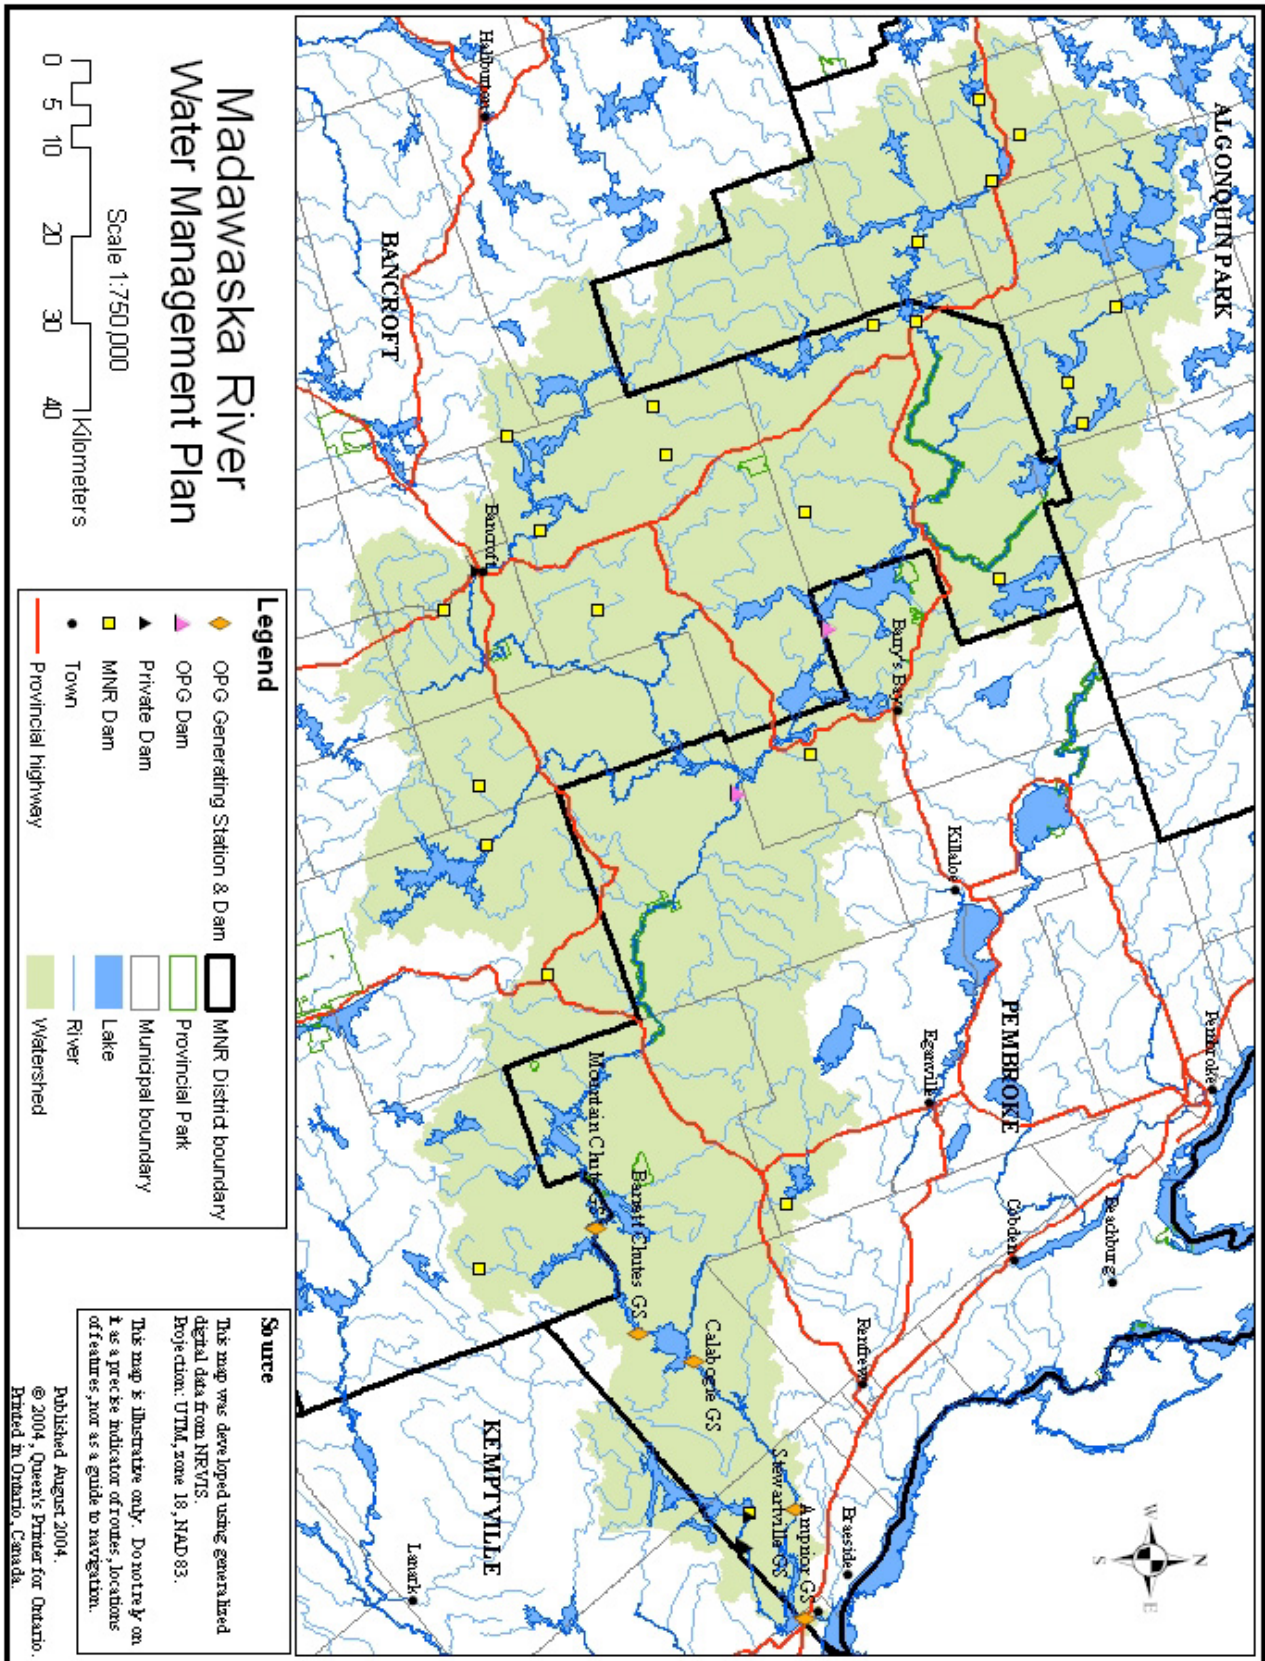 Madawaska River
Water Management Plan
Scale 1:750,000
0 5 10 20 30 40
Kilometers
Legend
OPG Generating Station & Dam
OPG Dam
Private Dam
MNR Dam
Town
Provincial highway
MNR District boundary
Provincial Park
Municipal boundary
Lake
River
Watershed
Source
This map was developed using generalized
digital data from NRVIS.
Projection: UTM, zone 18, NAD 83.
This map is illustrative only. Do not rely on
it as a precise indicator of routes, locations
of features, nor as a guide to navigation.
Published August 2004.
© 2004, Queen's Printer for Ontario.
Printed in Ontario, Canada.
ALGONQUIN PARK
BANCROFT
PEMBROKE
KEMPTVILLE
Haliburton
Bancroft
Barry's Bay
Killaloe
Eganville
Pembroke
Cobden
Beachburg
Renfrew
Braeside
Lanark
Mountain Chute GS
Barrett Chutes GS
Calabogie GS
Stewartville GS
Arnprior GS
N
W
E
S